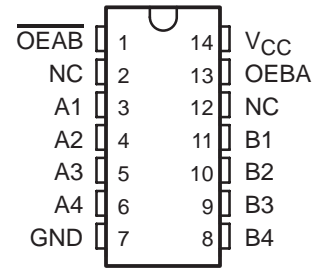 OEAB 1 14 VCC
NC 2 13 OEBA
A1 3 12 NC
A2 4 11 B1
A3 5 10 B2
A4 6 9 B3
GND 7 8 B4